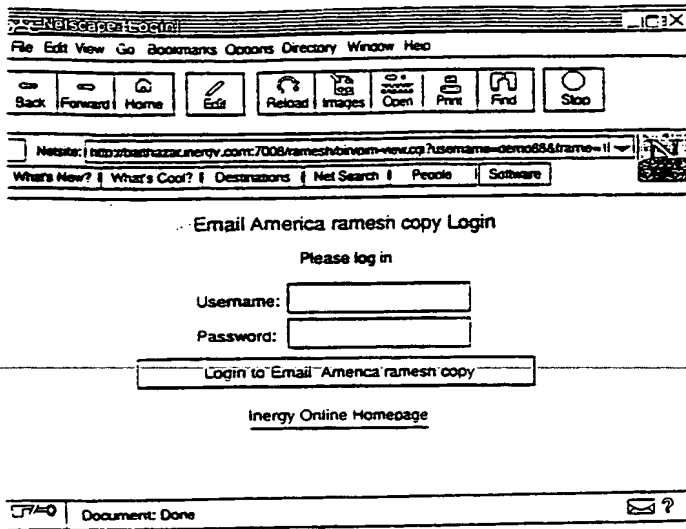 Netscape: Login
File Edit View Go Bookmarks Options Directory Window Help
Back Forward Home Edit Reload Images Open Print Find Stop
Netsite: N
What's New? What's Cool? Destinations Net Search People Software
Email America ramesh copy Login
Please log in
Username:
Password:
Login to Email America ramesh copy
Inergy Online Homepage
Document: Done ?